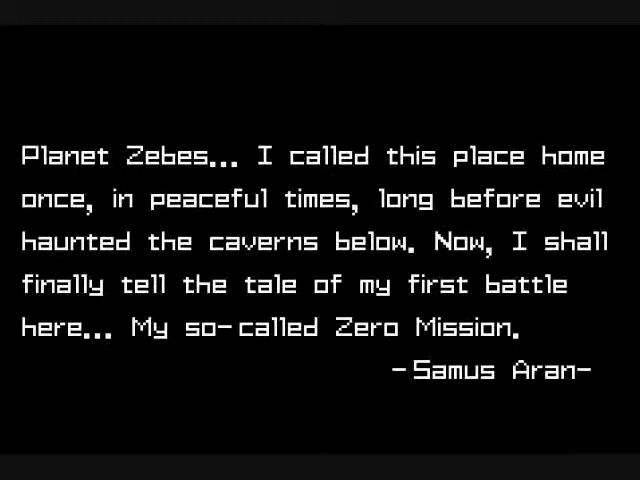 Planet Zebes... I called this place home
once, in peaceful times, long before evil
haunted the caverns below. Now, I shall
finally tell the tale of my first battle
here... My so-called Zero Mission.
-Samus Aran-